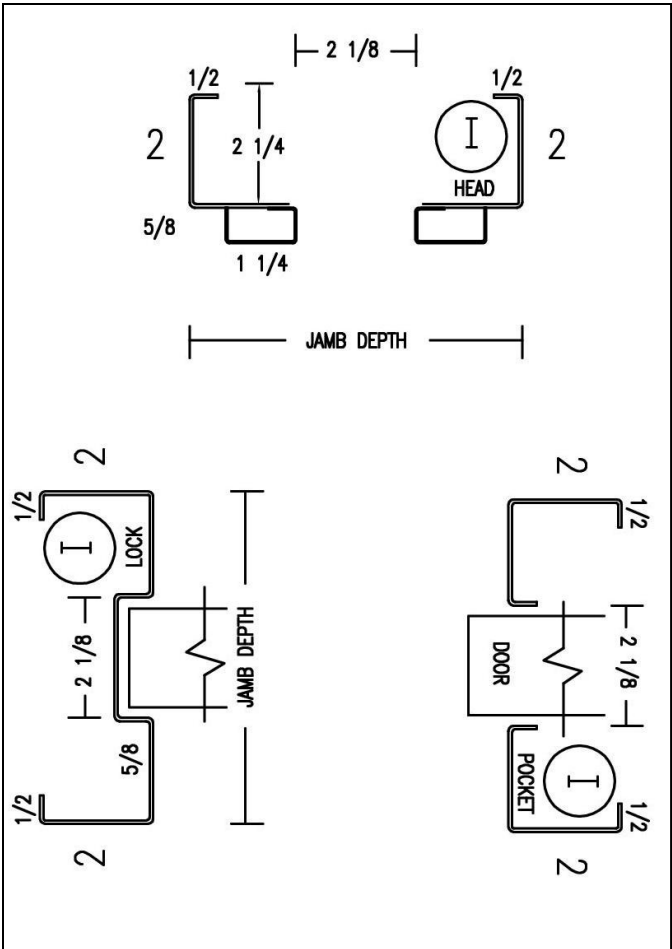 2 1/8
1/2
1/2
2
2 1/4
I
2
HEAD
5/8
1 1/4
JAMB DEPTH
2
1/2
I
LOCK
2 1/8
JAMB DEPTH
5/8
1/2
2
2
1/2
DOOR
2 1/8
POCKET
I
1/2
2